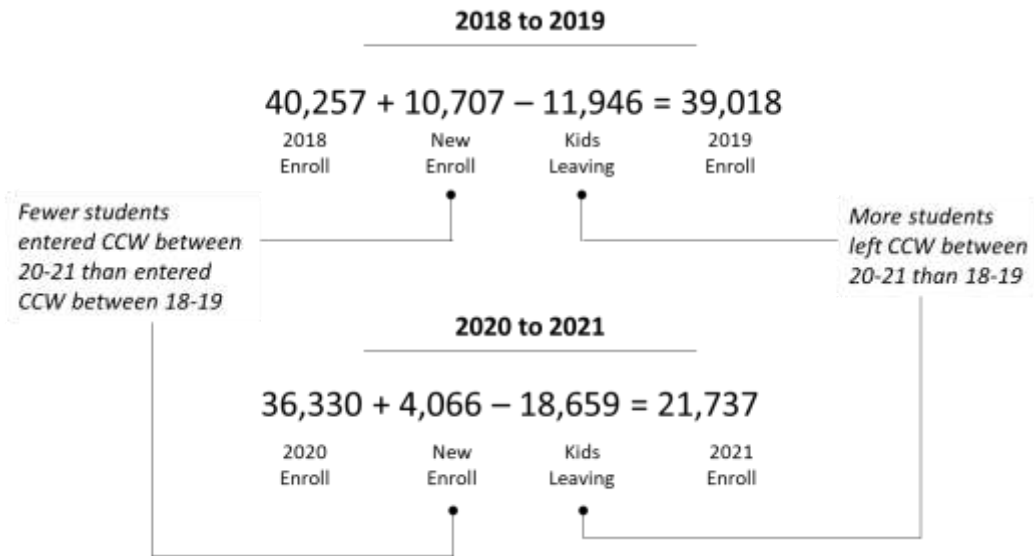 2018 to 2019
40,257 + 10,707 – 11,946 = 39,018
2018 New Kids 2019
Enroll Enroll Leaving Enroll
Fewer students
entered CCW between
20-21 than entered
CCW between 18-19
More students
left CCW between
20-21 than 18-19
2020 to 2021
36,330 + 4,066 – 18,659 = 21,737
2020 New Kids 2021
Enroll Enroll Leaving Enroll